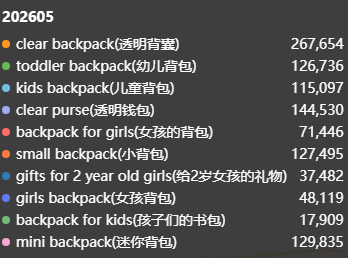 202605
clear backpack(透明背囊) 267,654
toddler backpack(幼儿背包) 126,736
kids backpack(儿童背包) 115,097
clear purse(透明钱包) 144,530
backpack for girls(女孩的背包) 71,446
small backpack(小背包) 127,495
gifts for 2 year old girls(给2岁女孩的礼物) 37,482
girls backpack(女孩背包) 48,119
backpack for kids(孩子们的书包) 17,909
mini backpack(迷你背包) 129,835